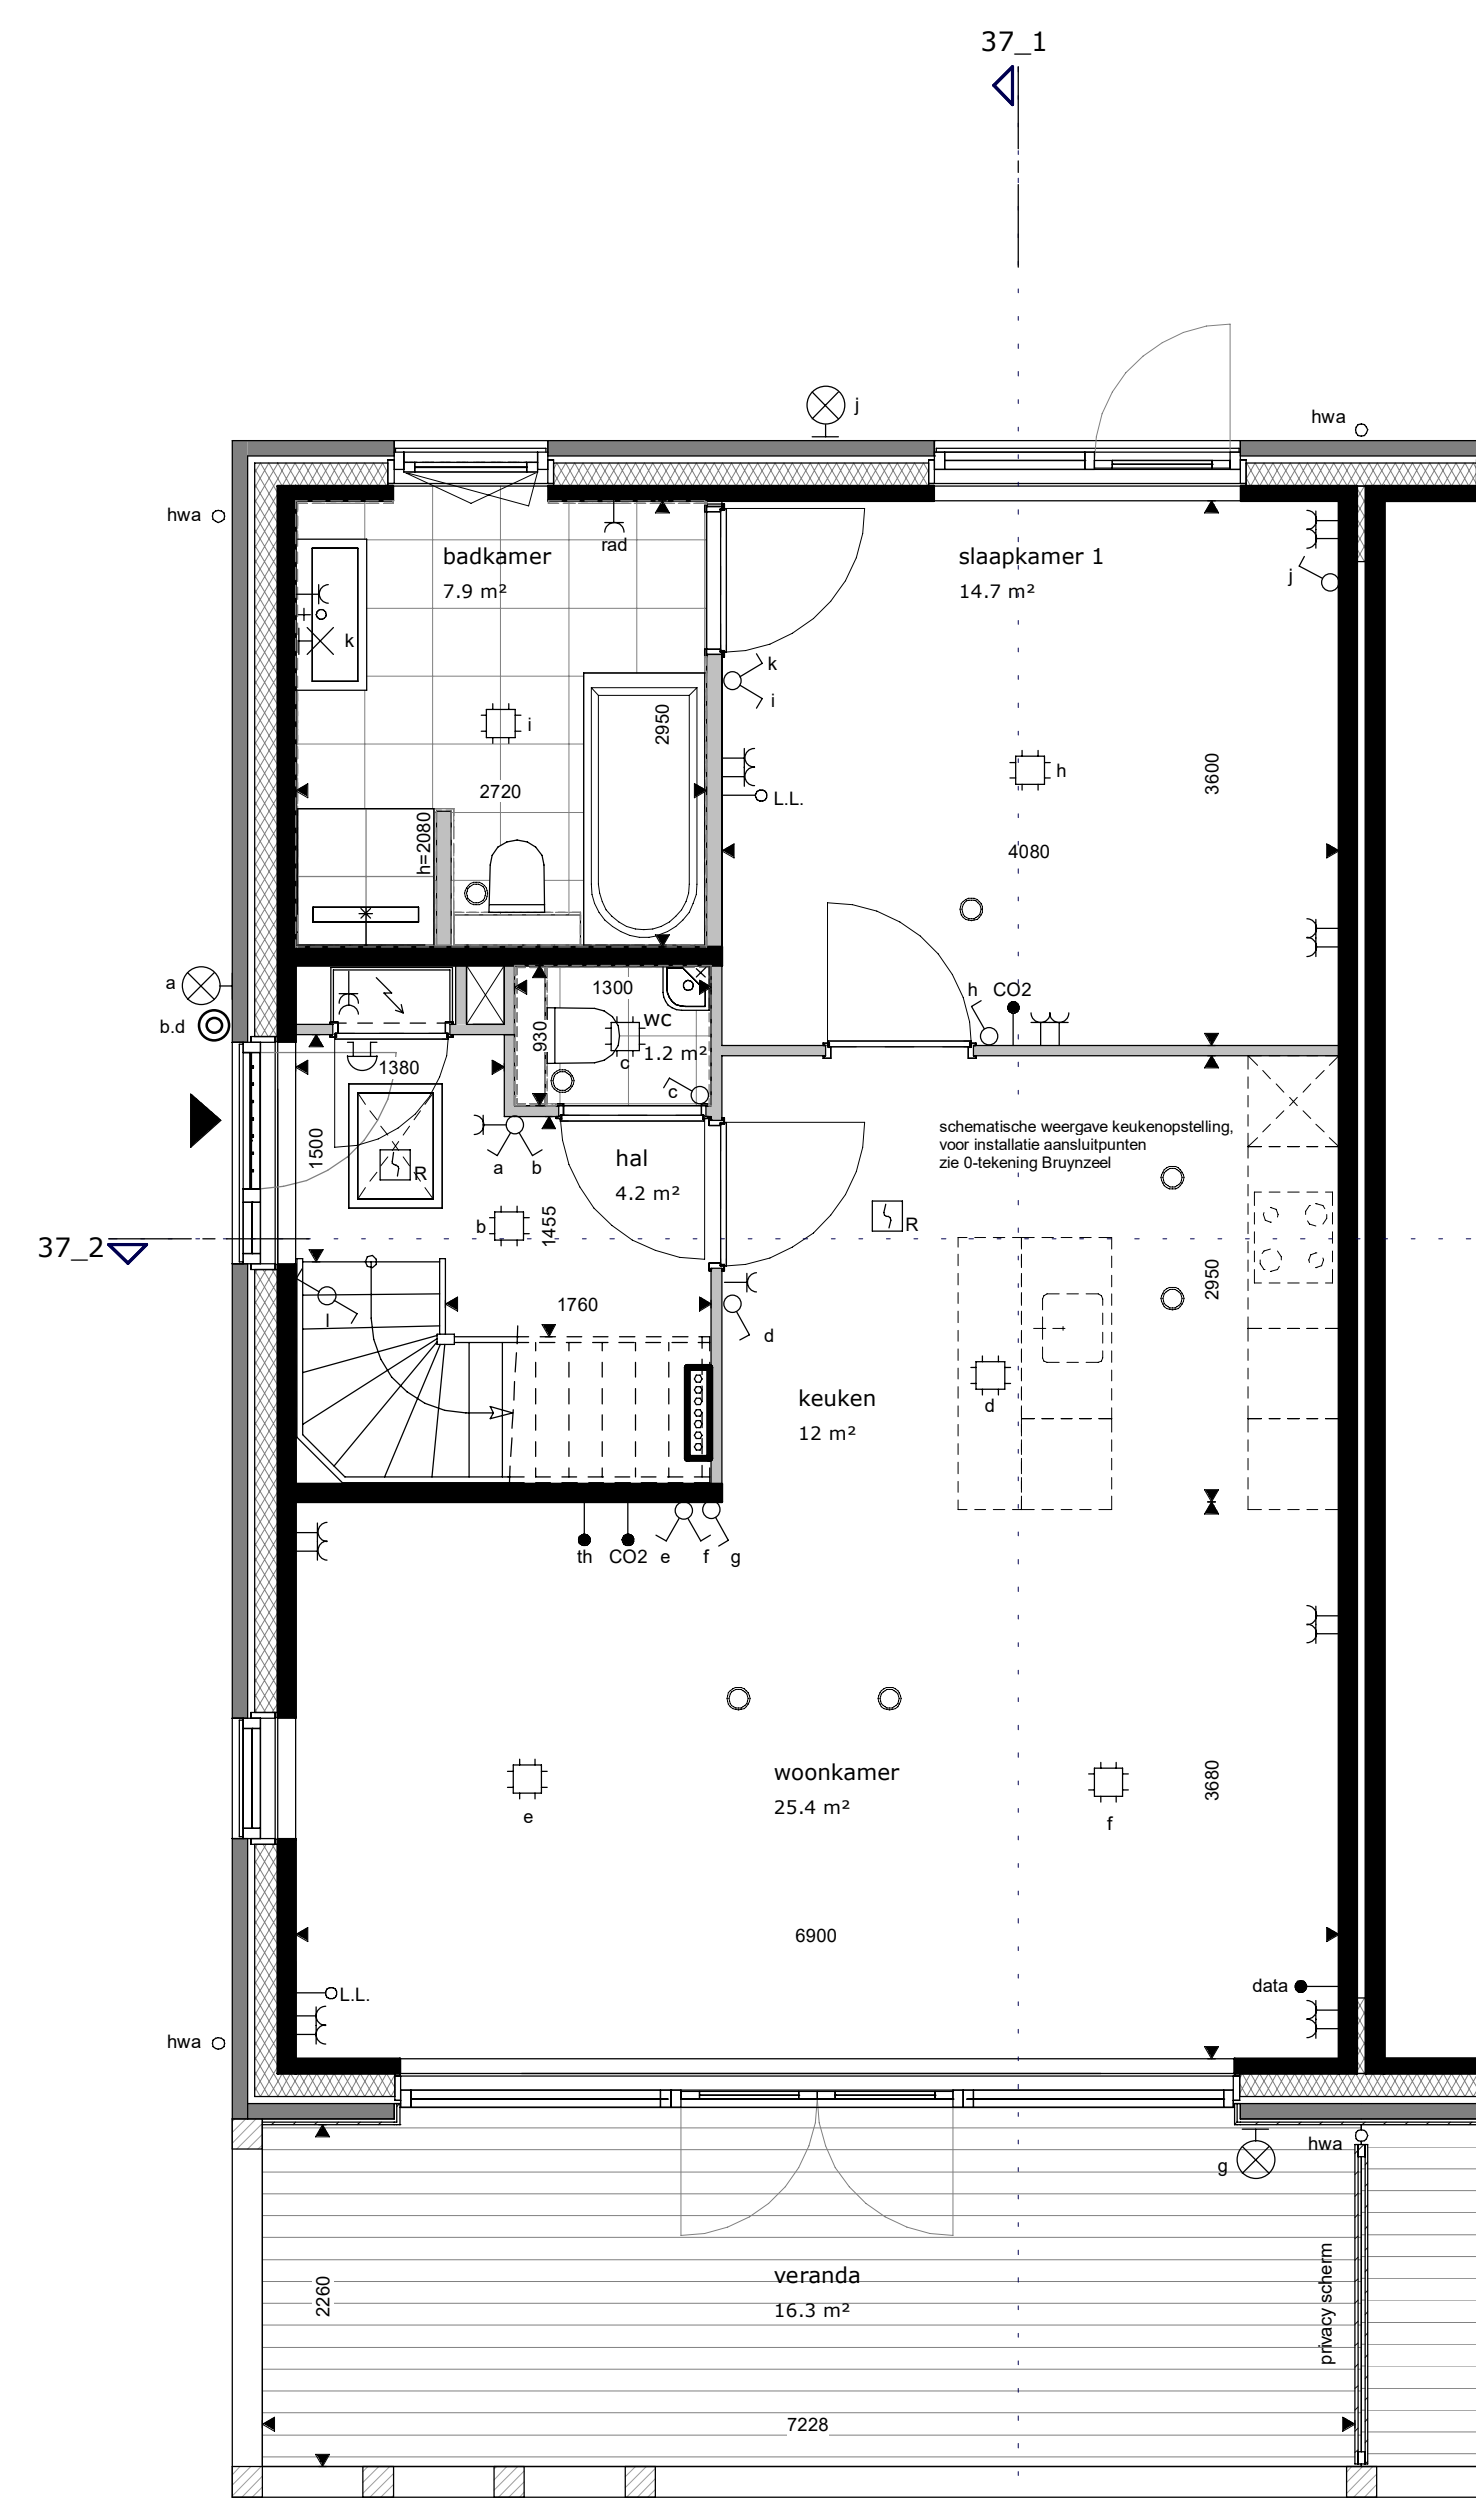 37_1
j
hwa
hwa
rad
badkamer
7.9 m²
slaapkamer 1
14.7 m²
j
k
k
i
i
2950
h
3600
2720
L.L.
h=2080
4080
a
b.d
1300
wc
930
1.2 m²
c
c
h
CO2
1380
1500
R
a
b
hal
4.2 m²
schematische weergave keukenopstelling,
voor installatie aansluitpunten
zie 0-tekening Bruynzeel
b
1455
R
37_2
2950
l
1760
d
keuken
12 m²
d
th
CO2
e
f
g
woonkamer
25.4 m²
e
f
3680
6900
L.L.
data
hwa
hwa
g
veranda
16.3 m²
2260
privacy scherm
7228